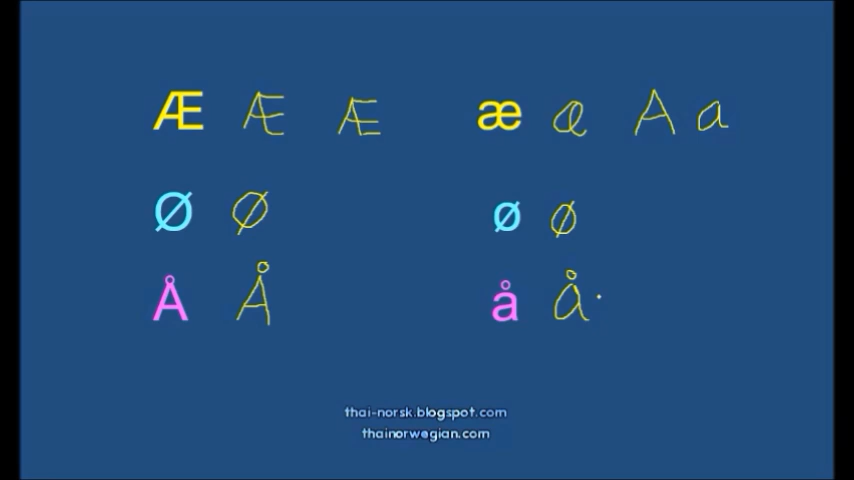 Æ Æ Æ æ æ A a
Ø Ø ø ø
Å Å å å
thai-norsk.blogspot.com
thainorwegian.com